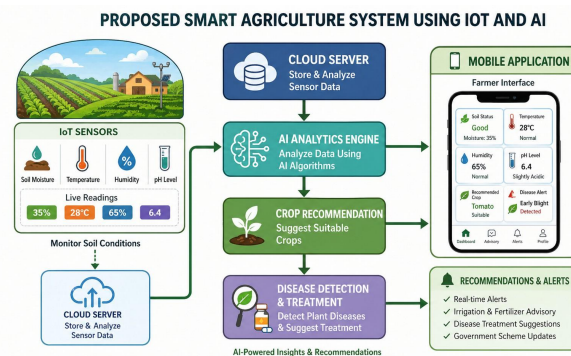 PROPOSED SMART AGRICULTURE SYSTEM USING IOT AND AI
IoT SENSORS
Soil Moisture
Temperature
Humidity
pH Level
Live Readings
35%
28°C
65%
6.4
Monitor Soil Conditions
CLOUD SERVER
Store & Analyze
Sensor Data
CLOUD SERVER
Store & Analyze
Sensor Data
AI ANALYTICS ENGINE
Analyze Data Using
AI Algorithms
CROP RECOMMENDATION
Suggest Suitable
Crops
DISEASE DETECTION
& TREATMENT
Detect Plant Diseases
& Suggest Treatment
AI-Powered Insights & Recommendations
MOBILE APPLICATION
Farmer Interface
Soil Status
Good
Moisture: 35%
Temperature
28°C
Normal
Humidity
65%
Normal
pH Level
6.4
Slightly Acidic
Recommended
Crop
Tomato
Suitable
Disease Alert
Early Blight
Detected
Dashboard
Advisory
Alerts
Profile
RECOMMENDATIONS & ALERTS
✓ Real-time Alerts
✓ Irrigation & Fertilizer Advisory
✓ Disease Treatment Suggestions
✓ Government Scheme Updates